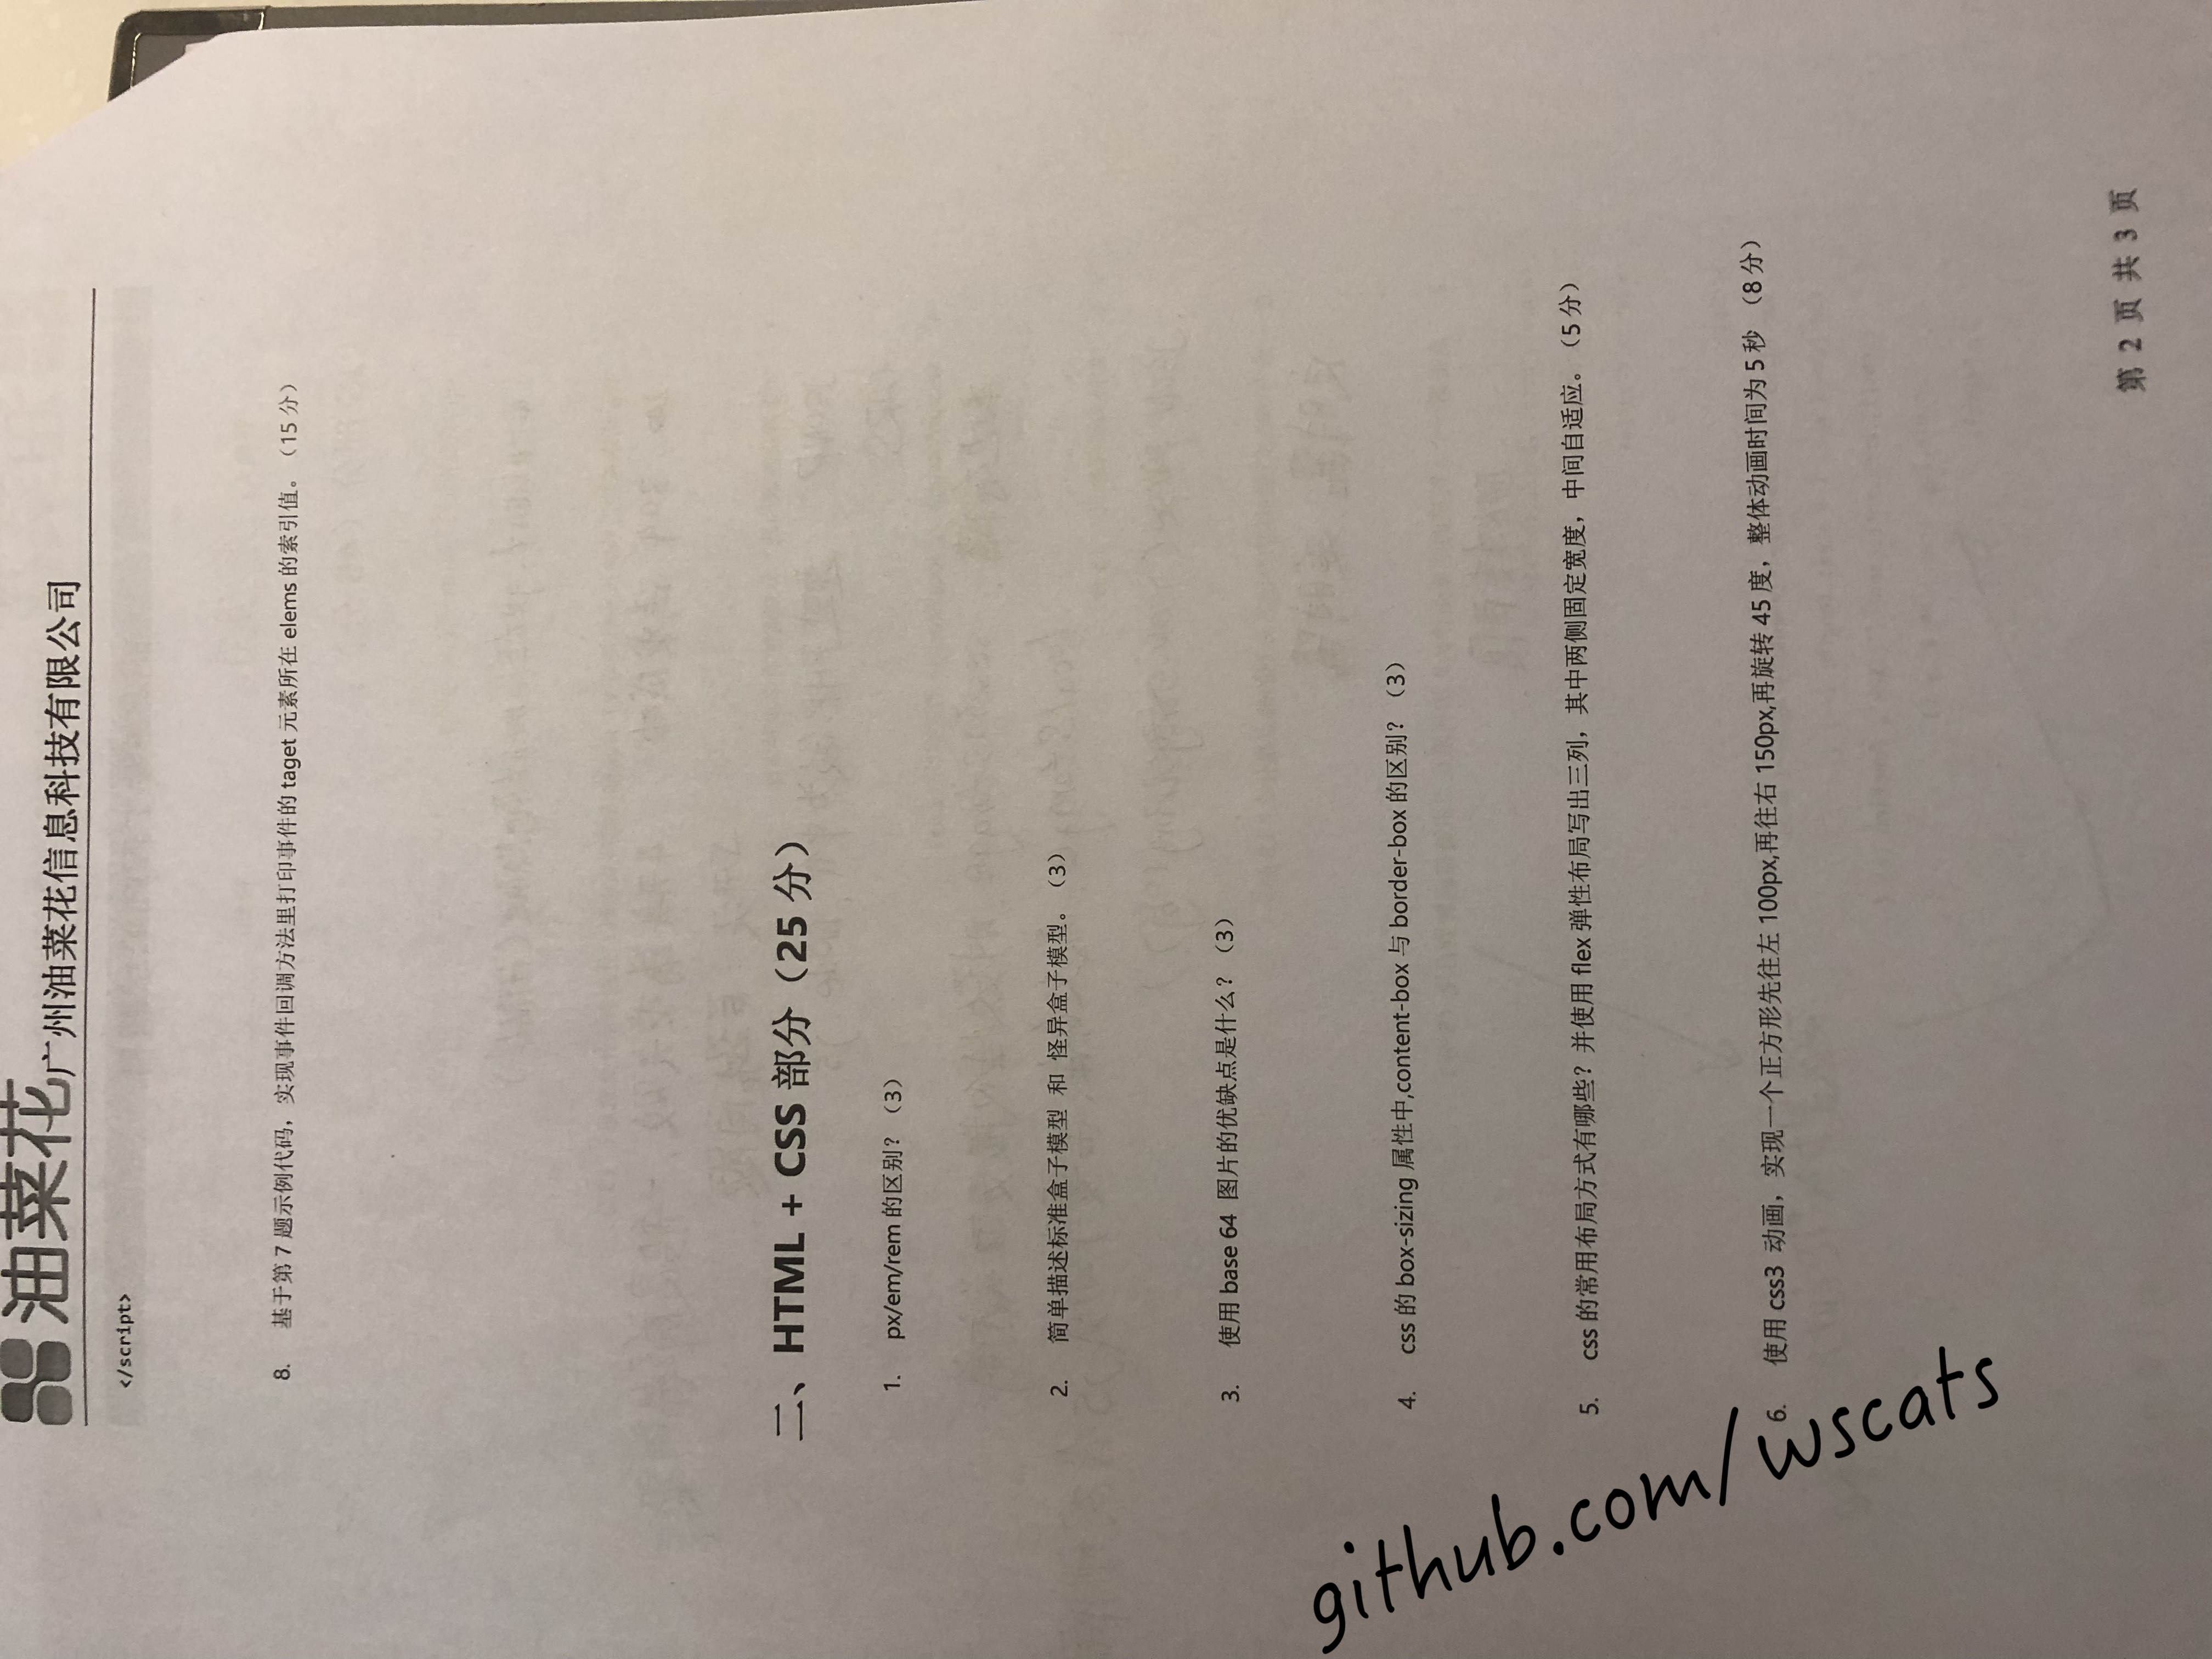 油菜花广州油菜花信息科技有限公司
</script>
8. 基于第 7 题示例代码，实现事件回调方法里打印事件的 taget 元素所在 elems 的索引值。（15 分）
二、HTML + CSS 部分（25 分）
1. px/em/rem 的区别？（3）
2. 简单描述标准盒子模型 和 怪异盒子模型。（3）
3. 使用 base 64 图片的优缺点是什么？（3）
4. css 的 box-sizing 属性中,content-box 与 border-box 的区别？（3）
5. css 的常用布局方式有哪些？并使用 flex 弹性布局写出三列，其中两侧固定宽度，中间自适应。（5 分）
6. 使用 css3 动画，实现一个正方形先往左 100px,再往右 150px,再旋转 45 度，整体动画时间为 5 秒 （8 分）
github.com/wscats
第 2 页 共 3 页